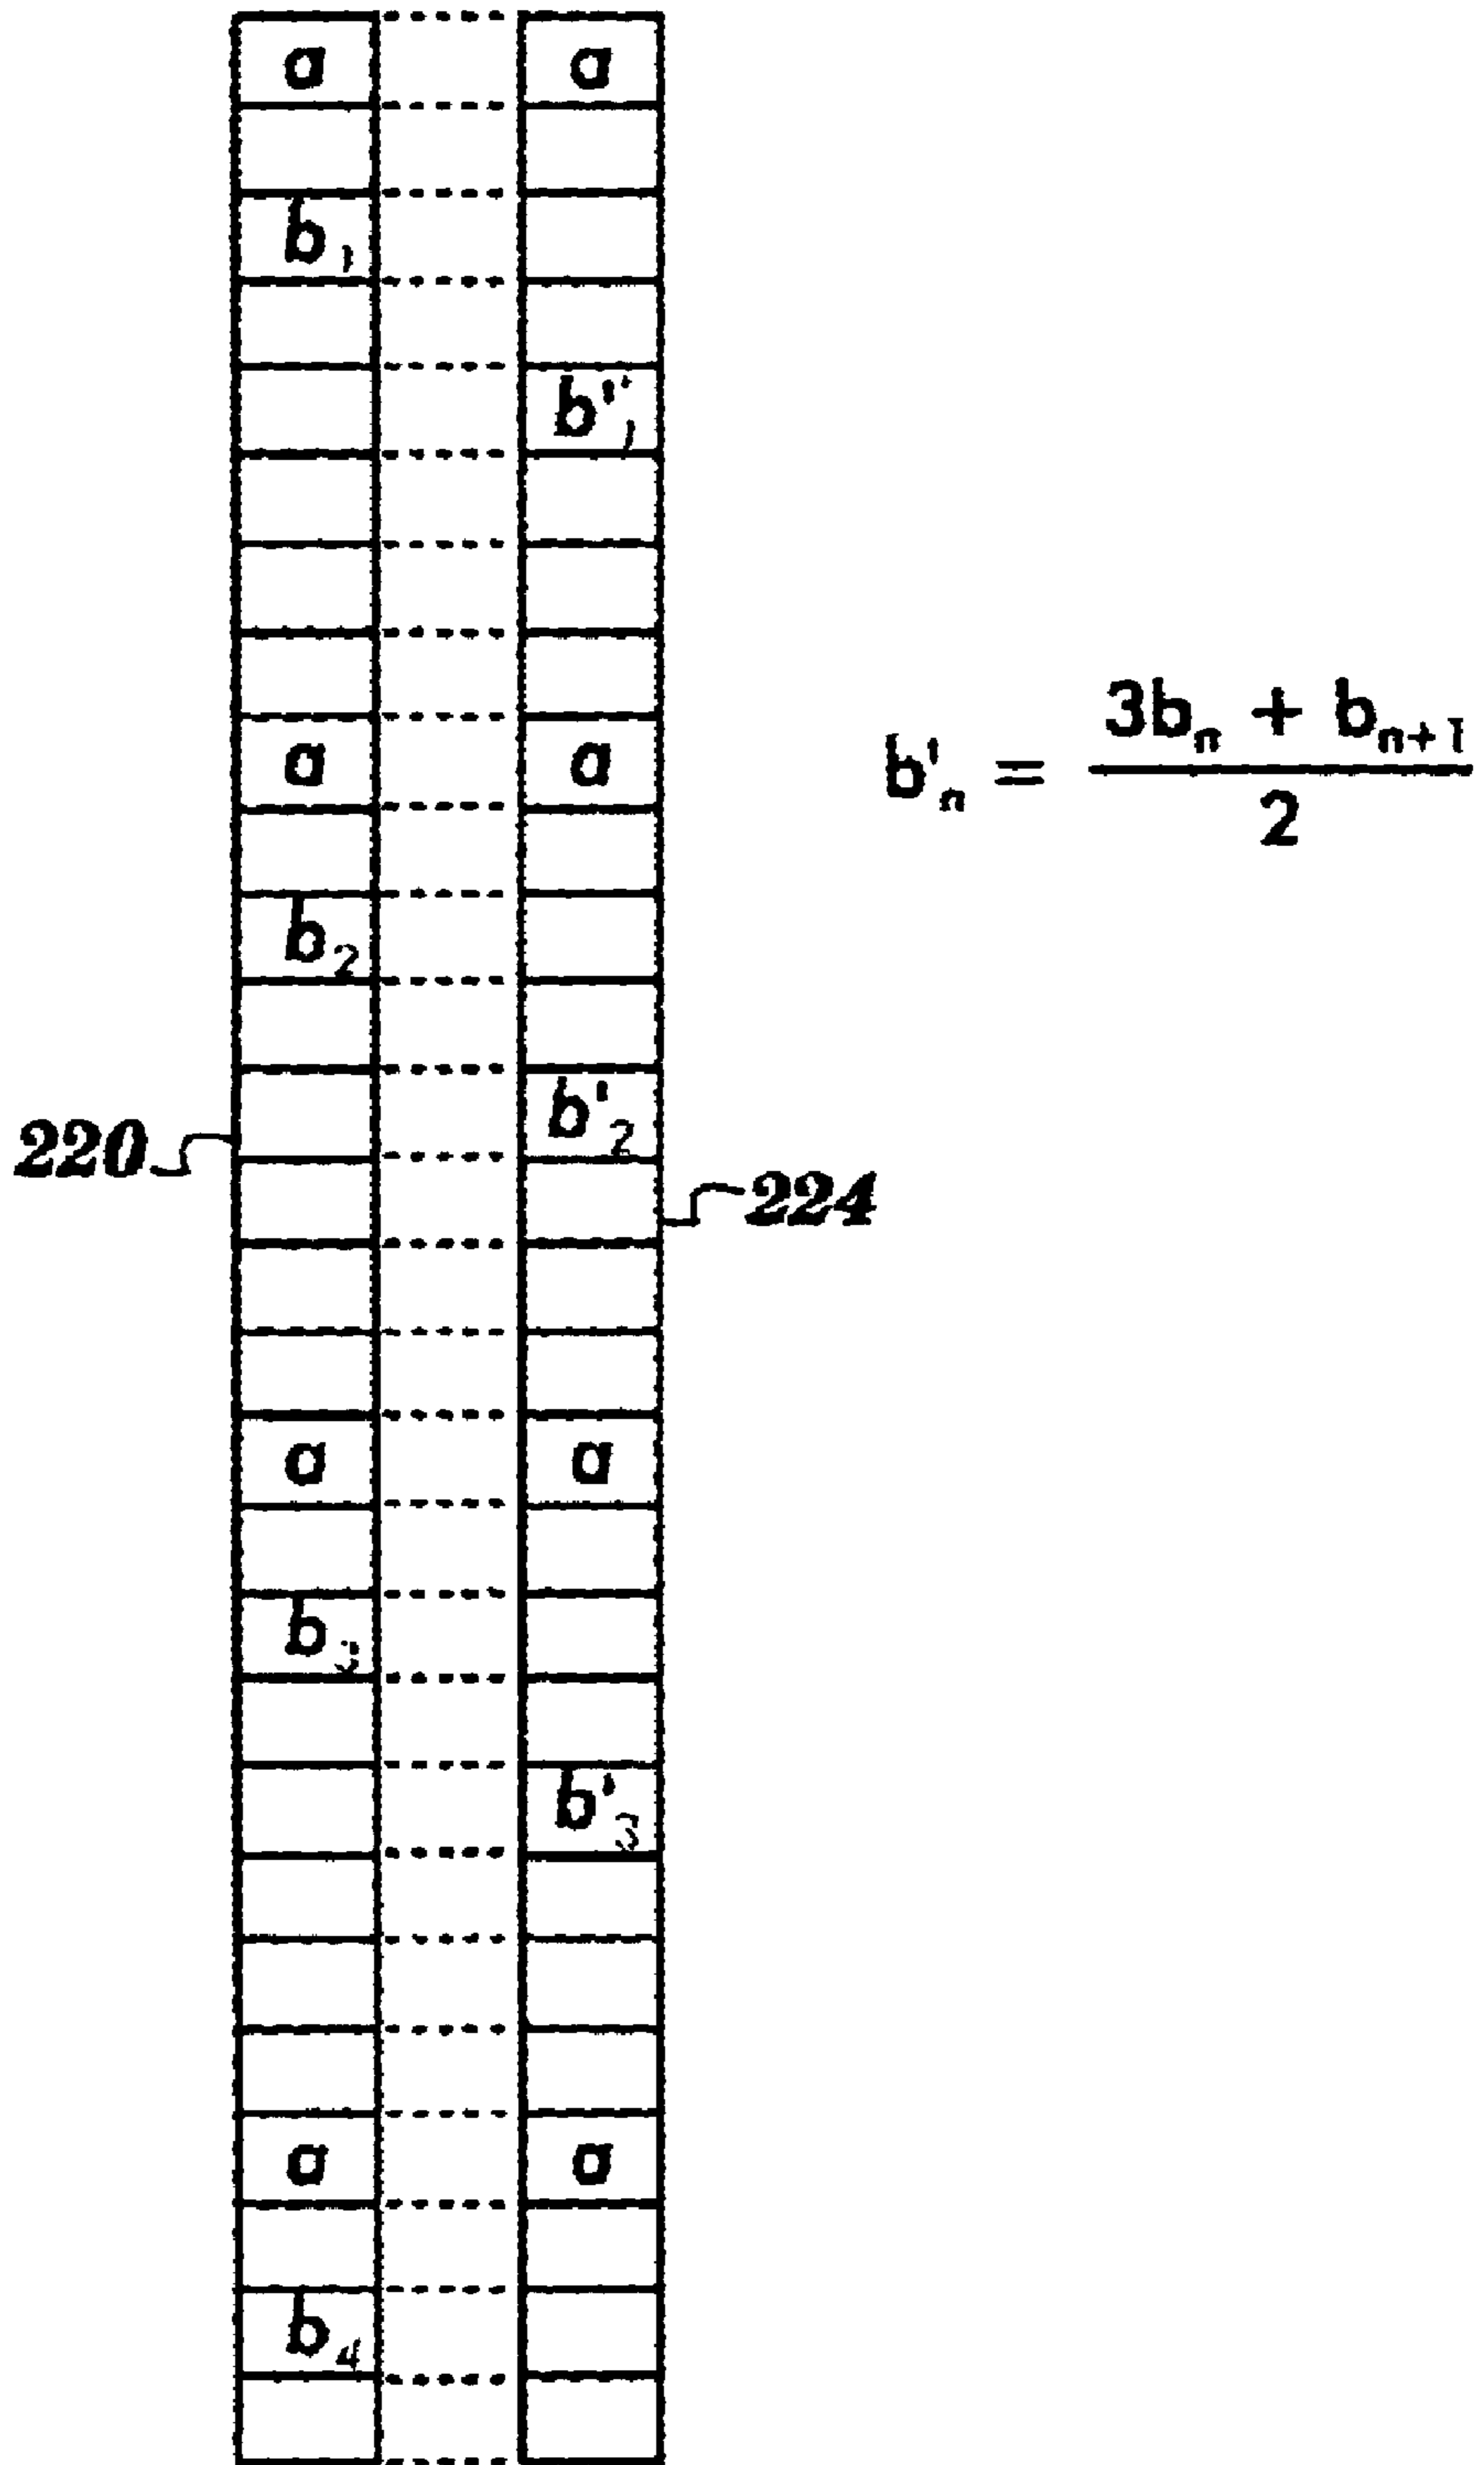 a a
b₁
b'₁
a a
b'ₙ = (3bₙ + bₙ₊₁) / 2
b₂
b'₂
220
224
a a
b₃
b'₃
a a
b₄